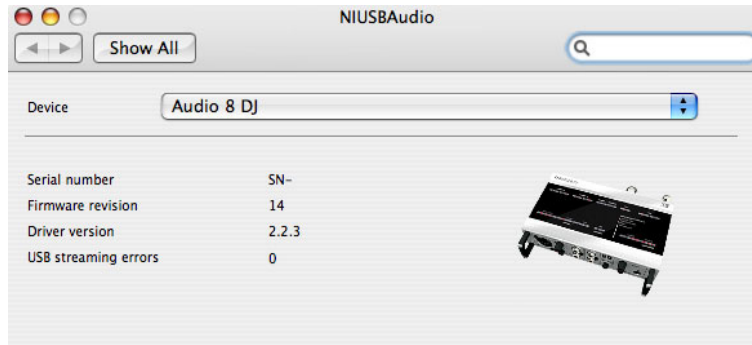 NIUSBAudio
Show All
Device Audio 8 DJ
Serial number SN-
Firmware revision 14
Driver version 2.2.3
USB streaming errors 0